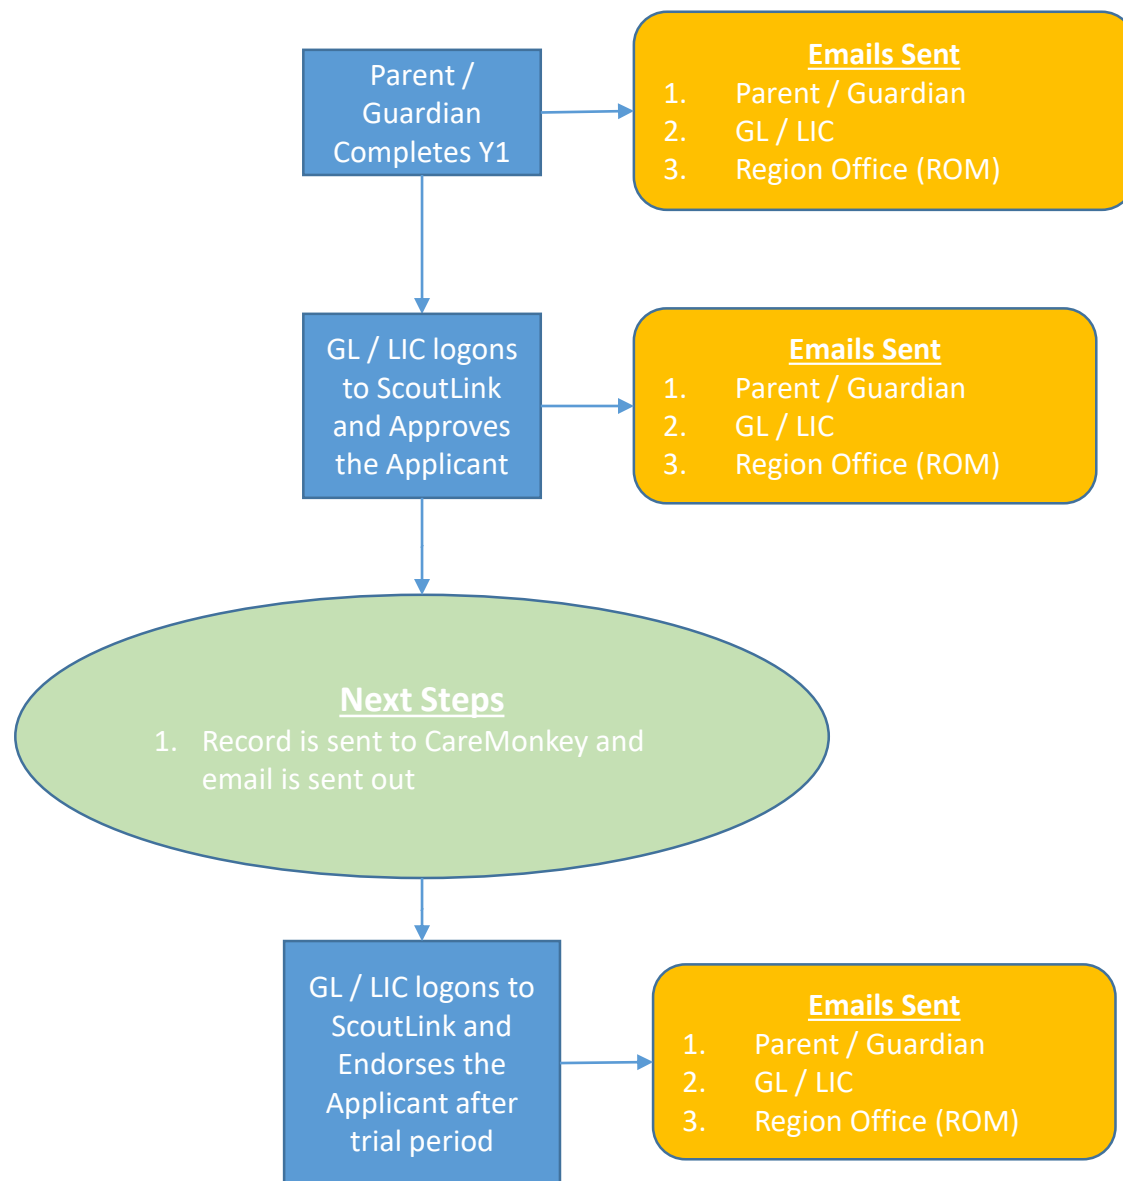 Parent /
Guardian
Completes Y1
Emails Sent
1. Parent / Guardian
2. GL / LIC
3. Region Office (ROM)
GL / LIC logons
to ScoutLink
and Approves
the Applicant
Emails Sent
1. Parent / Guardian
2. GL / LIC
3. Region Office (ROM)
Next Steps
1. Record is sent to CareMonkey and
email is sent out
GL / LIC logons to
ScoutLink and
Endorses the
Applicant after
trial period
Emails Sent
1. Parent / Guardian
2. GL / LIC
3. Region Office (ROM)